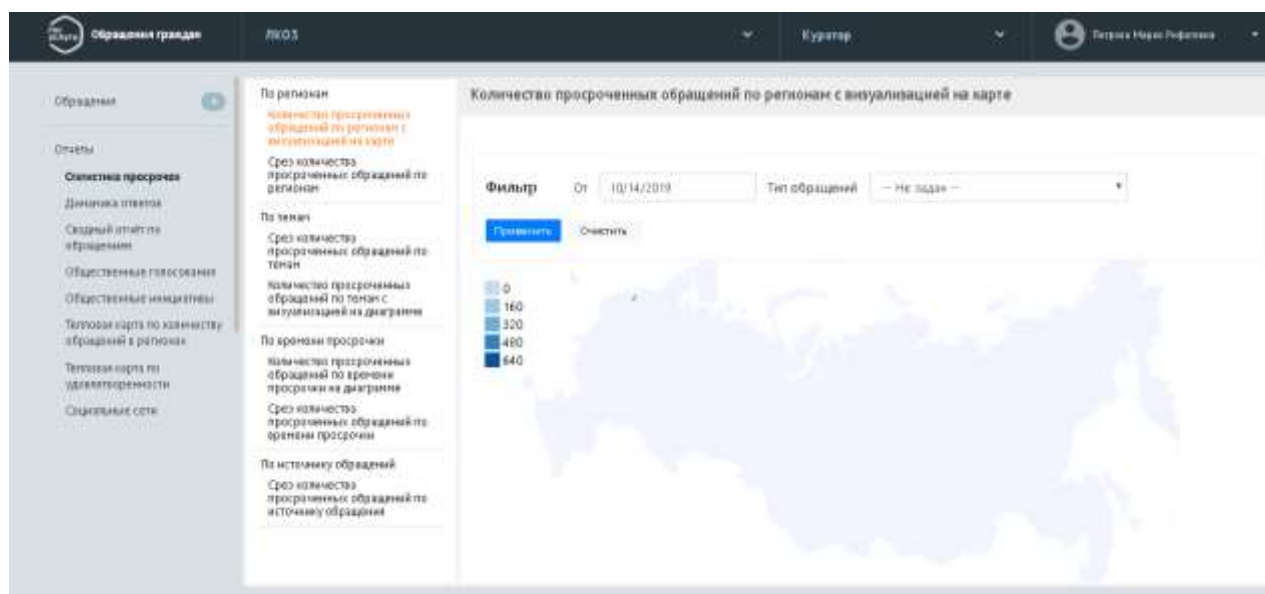 Обращения граждан
ЛКОЗ
Куратор
Обращения
Отчёты
Статистика просрочек
Динамика ответов
Сводный отчёт по
обращениям
Общественные голосования
Общественные инициативы
Тепловая карта по количеству
обращений в регионах
Тепловая карта по
удовлетворенности
Социальные сети
По регионам
Количество просроченных
обращений по регионам с
визуализацией на карте
Срез количества
просроченных обращений по
регионам
По темам
Срез количества
просроченных обращений по
темам
Количество просроченных
обращений по темам с
визуализацией на диаграмме
По времени просрочки
Количество просроченных
обращений по времени
просрочки на диаграмме
Срез количества
просроченных обращений по
времени просрочки
По источнику обращений
Срез количества
просроченных обращений по
источнику обращения
Количество просроченных обращений по регионам с визуализацией на карте
Фильтр От 10/14/2019 Тип обращений -- Не задан --
Применить Очистить
0
160
320
480
640